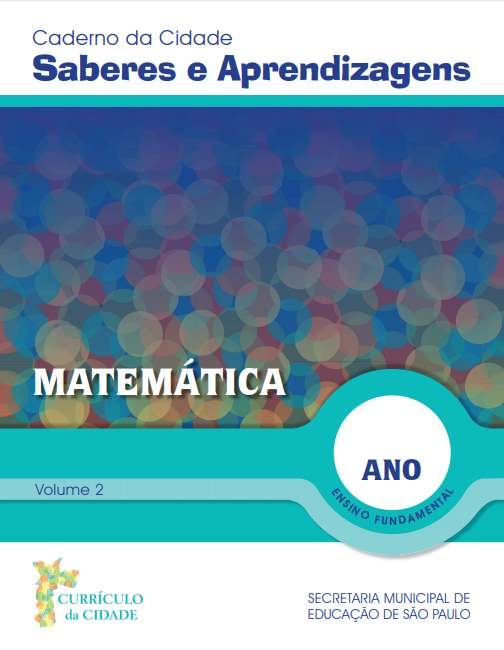 Caderno da Cidade
Saberes e Aprendizagens
MATEMÁTICA
ANO
ENSINO FUNDAMENTAL
Volume 2
CURRÍCULO
da CIDADE
SECRETARIA MUNICIPAL DE
EDUCAÇÃO DE SÃO PAULO